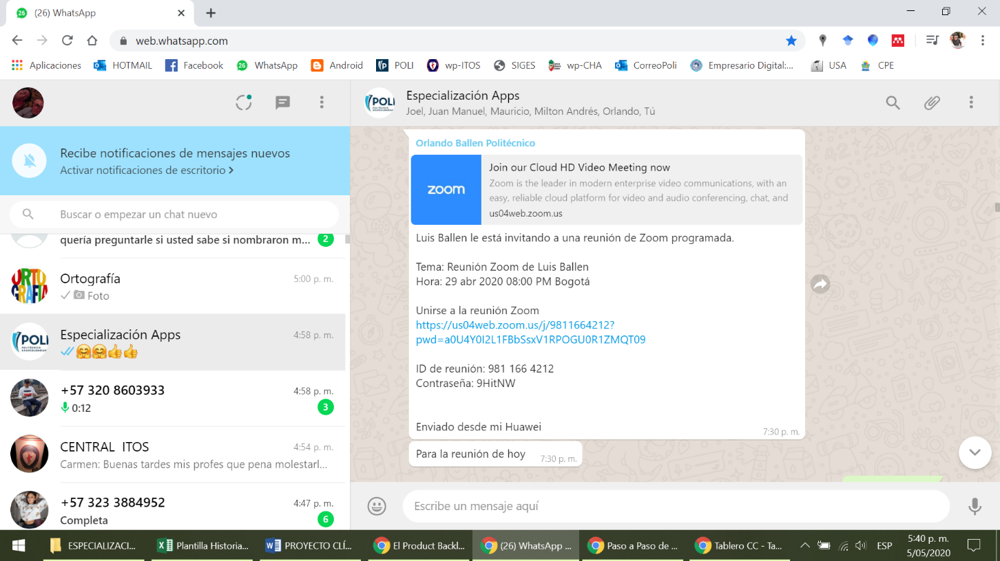 26 (26) WhatsApp
web.whatsapp.com
Aplicaciones HOTMAIL Facebook 26 WhatsApp Android POLI wp-ITOS SIGES wp-CHA CorreoPoli Empresario Digital:... USA CPE
Recibe notificaciones de mensajes nuevos
Activar notificaciones de escritorio
Buscar o empezar un chat nuevo
quería preguntarle si usted sabe si nombraron m... 2
ORTOGRAFIA
Ortografía 5:00 p. m.
Foto
POLI
POLITÉCNICO
GRANCOLOMBIANO
Especialización Apps 4:58 p. m.
🤗🤗👍👍
+57 320 8603933 4:58 p. m.
0:12 3
CENTRAL ITOS 4:54 p. m.
Carmen: Buenas tardes mis profes que pena molestarl...
+57 323 3884952 4:47 p. m.
Completa 6
POLI
Especialización Apps
Joel, Juan Manuel, Mauricio, Milton Andrés, Orlando, Tú
Orlando Ballen Politécnico
zoom
Join our Cloud HD Video Meeting now
Zoom is the leader in modern enterprise video communications, with an
easy, reliable cloud platform for video and audio conferencing, chat, and
us04web.zoom.us
Luis Ballen le está invitando a una reunión de Zoom programada.
Tema: Reunión Zoom de Luis Ballen
Hora: 29 abr 2020 08:00 PM Bogotá
Unirse a la reunión Zoom
https://us04web.zoom.us/j/9811664212?
pwd=a0U4Y0I2L1FBbSsxV1RPOGU0R1ZMQT09
ID de reunión: 981 166 4212
Contraseña: 9HitNW
Enviado desde mi Huawei
7:30 p. m.
Para la reunión de hoy 7:30 p. m.
Escribe un mensaje aquí
ESPECIALIZACI... Plantilla Historia... PROYECTO CLÍ... El Product Backl... (26) WhatsApp ... Paso a Paso de ... Tablero CC - Ta... ESP
5:40 p. m.
5/05/2020